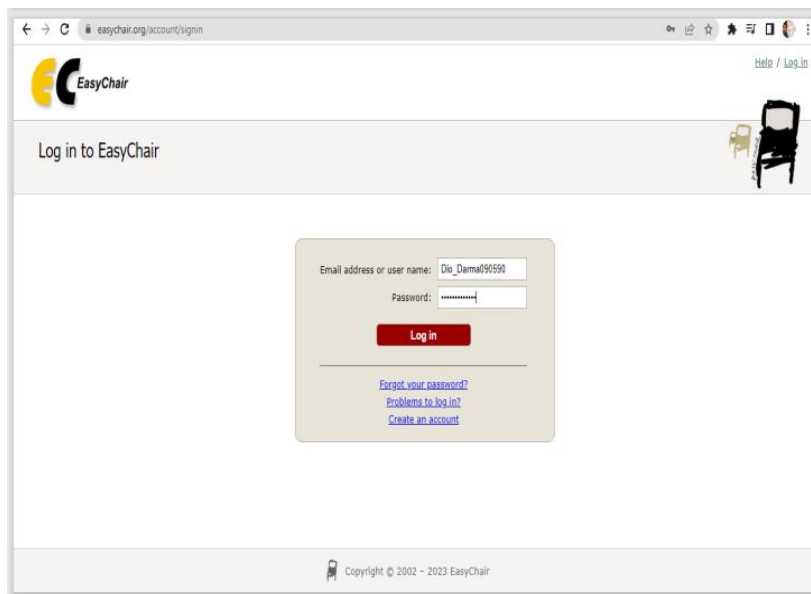 easychair.org/account/signin
Help / Log in
EC EasyChair
Log in to EasyChair
Email address or user name: Dio_Darma090590
Password: •••••••••••••
Log in
Forgot your password?
Problems to log in?
Create an account
Copyright © 2002 – 2023 EasyChair